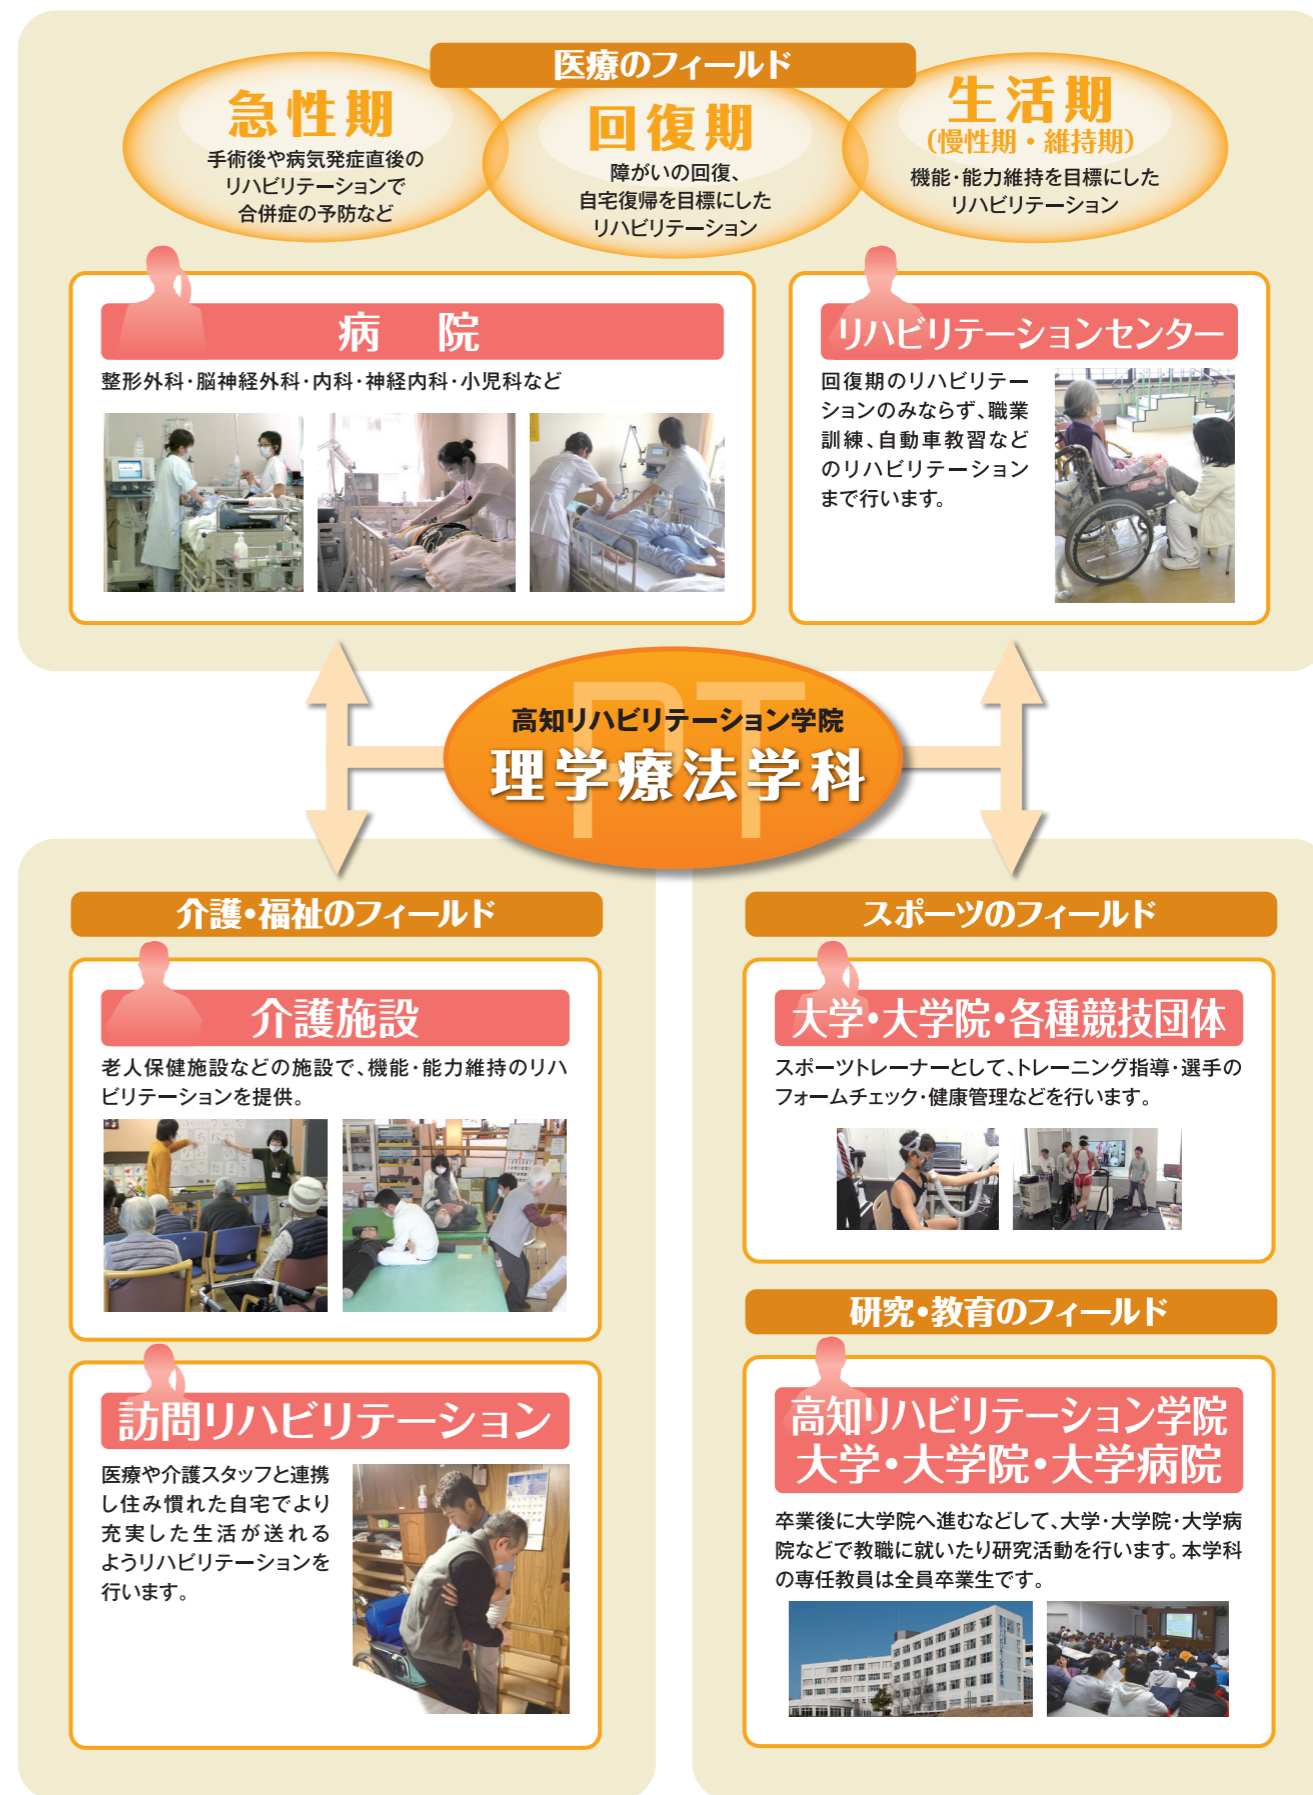 医療のフィールド
急性期
手術後や病気発症直後の
リハビリテーションで
合併症の予防など
回復期
障がいの回復、
自宅復帰を目標にした
リハビリテーション
生活期
(慢性期・維持期)
機能・能力維持を目標にした
リハビリテーション
病 院
整形外科・脳神経外科・内科・神経内科・小児科など
リハビリテーションセンター
回復期のリハビリテー
ションのみならず、職業
訓練、自動車教習など
のリハビリテーション
まで行います。
PT
高知リハビリテーション学院
理学療法学科
介護・福祉のフィールド
介護施設
老人保健施設などの施設で、機能・能力維持のリハ
ビリテーションを提供。
訪問リハビリテーション
医療や介護スタッフと連携
し住み慣れた自宅でより
充実した生活が送れる
ようリハビリテーションを
行います。
スポーツのフィールド
大学・大学院・各種競技団体
スポーツトレーナーとして、トレーニング指導・選手の
フォームチェック・健康管理などを行います。
研究・教育のフィールド
高知リハビリテーション学院
大学・大学院・大学病院
卒業後に大学院へ進むなどして、大学・大学院・大学病
院などで教職に就いたり研究活動を行います。本学科
の専任教員は全員卒業生です。